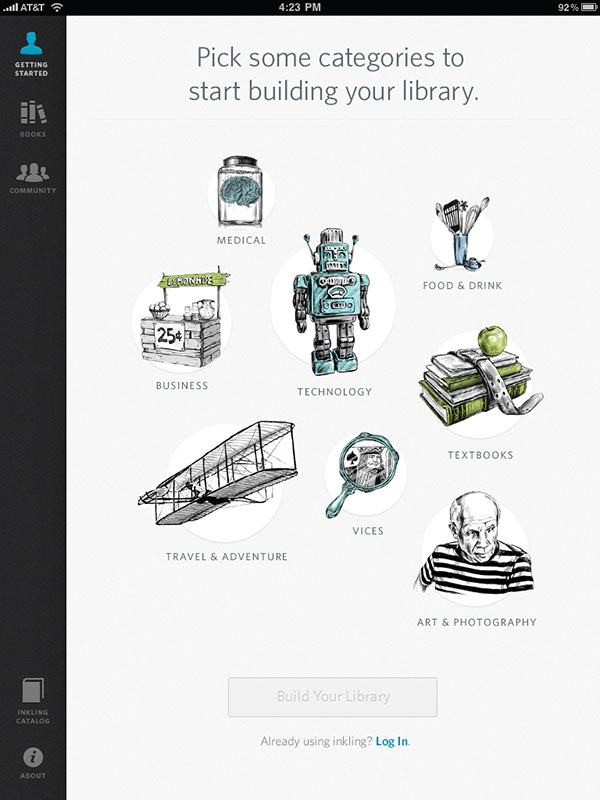 AT&T
4:23 PM
92%
GETTING
STARTED
BOOKS
COMMUNITY
INKLING
CATALOG
ABOUT
Pick some categories to
start building your library.
MEDICAL
FOOD & DRINK
LEMONADE
25¢
BUSINESS
TECHNOLOGY
TEXTBOOKS
TRAVEL & ADVENTURE
VICES
ART & PHOTOGRAPHY
Build Your Library
Already using inkling? Log In.